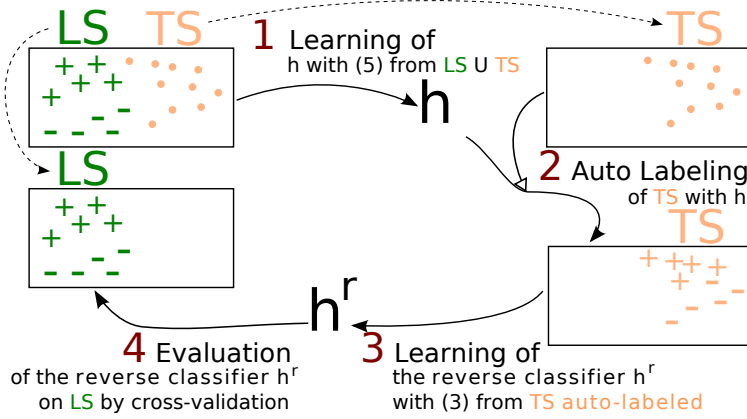 LS TS
TS
1 Learning of
h with (5) from LS U TS
h
LS
2 Auto Labeling
of TS with h
TS
h^r
4 Evaluation
of the reverse classifier h^r
on LS by cross-validation
3 Learning of
the reverse classifier h^r
with (3) from TS auto-labeled